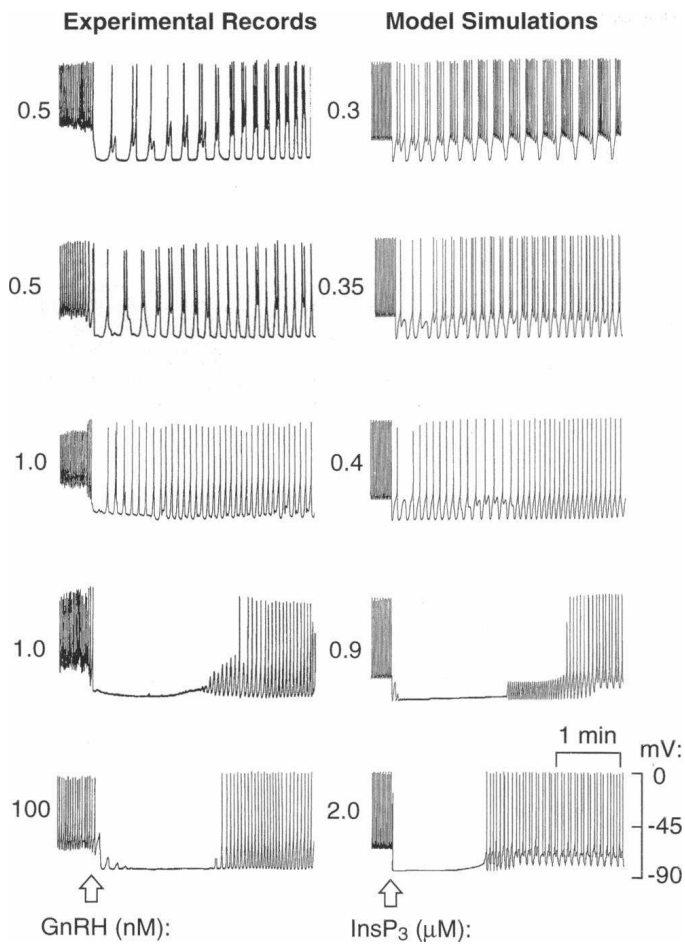 Experimental Records Model Simulations
0.5 0.3
0.5 0.35
1.0 0.4
1.0 0.9
1 min mV:
100 2.0 0
-45
-90
GnRH (nM): InsP3 (μM):